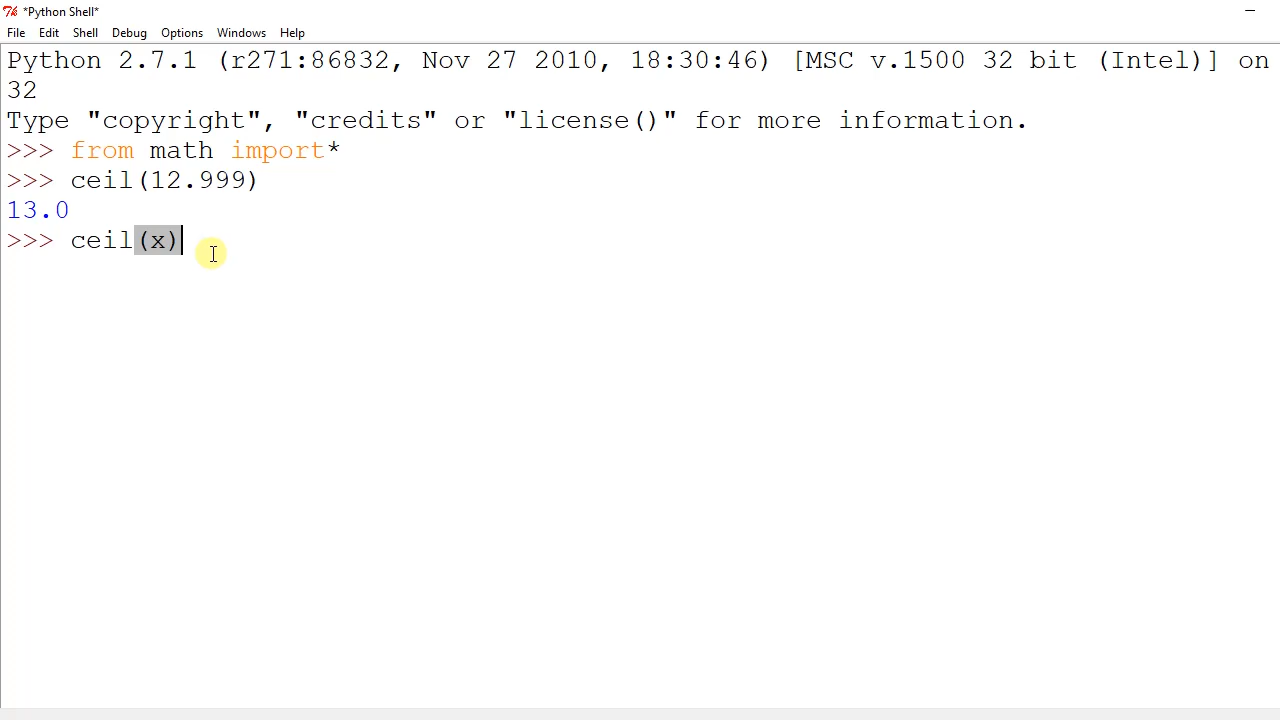 *Python Shell*
File Edit Shell Debug Options Windows Help
Python 2.7.1 (r271:86832, Nov 27 2010, 18:30:46) [MSC v.1500 32 bit (Intel)] on
32
Type "copyright", "credits" or "license()" for more information.
>>> from math import*
>>> ceil(12.999)
13.0
>>> ceil(x)